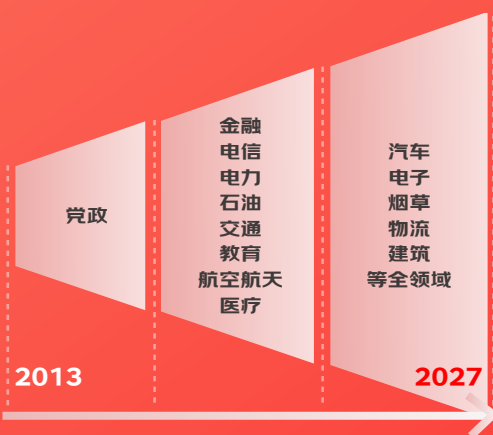 党政
金融
电信
电力
石油
交通
教育
航空航天
医疗
汽车
电子
烟草
物流
建筑
等全领域
2013
2027